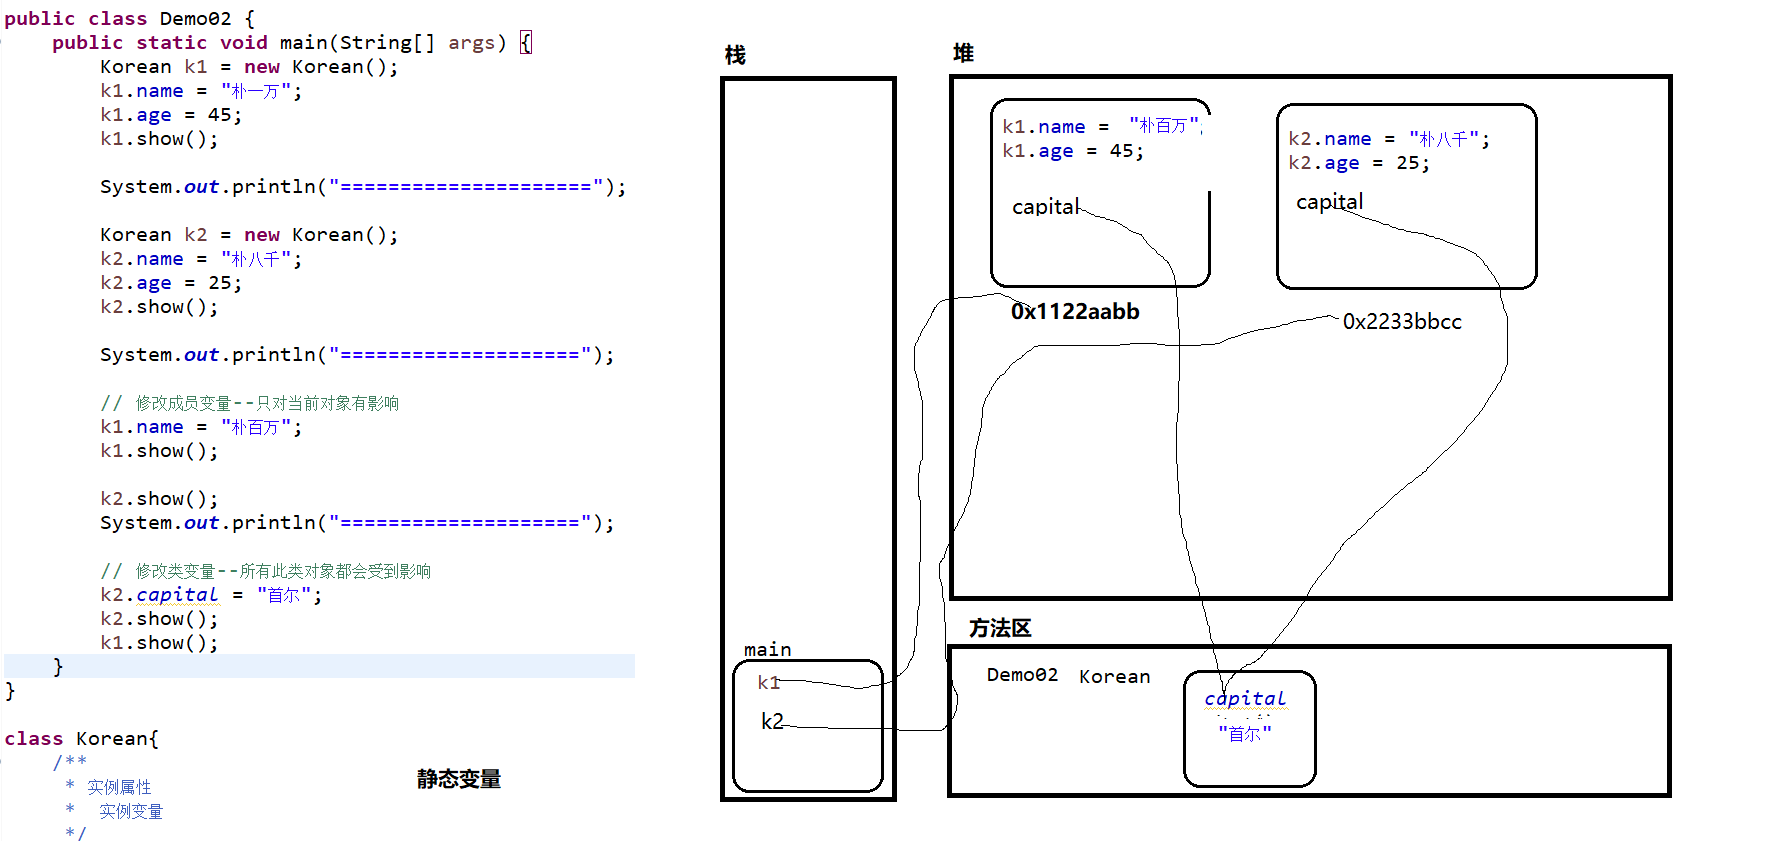 public class Demo02 {
public static void main(String[] args) {
Korean k1 = new Korean();
k1.name = "朴一万";
k1.age = 45;
k1.show();
System.out.println("=====================");
Korean k2 = new Korean();
k2.name = "朴八千";
k2.age = 25;
k2.show();
System.out.println("====================");
// 修改成员变量--只对当前对象有影响
k1.name = "朴百万";
k1.show();
k2.show();
System.out.println("====================");
// 修改类变量--所有此类对象都会受到影响
k2.capital = "首尔";
k2.show();
k1.show();
}
}
class Korean{
/**
* 实例属性
* 实例变量
*/
静态变量
栈
main
k1
k2
堆
k1.name = "朴百万";
k1.age = 45;
capital
0x1122aabb
k2.name = "朴八千";
k2.age = 25;
capital
0x2233bbcc
方法区
Demo02 Korean
capital
"首尔"